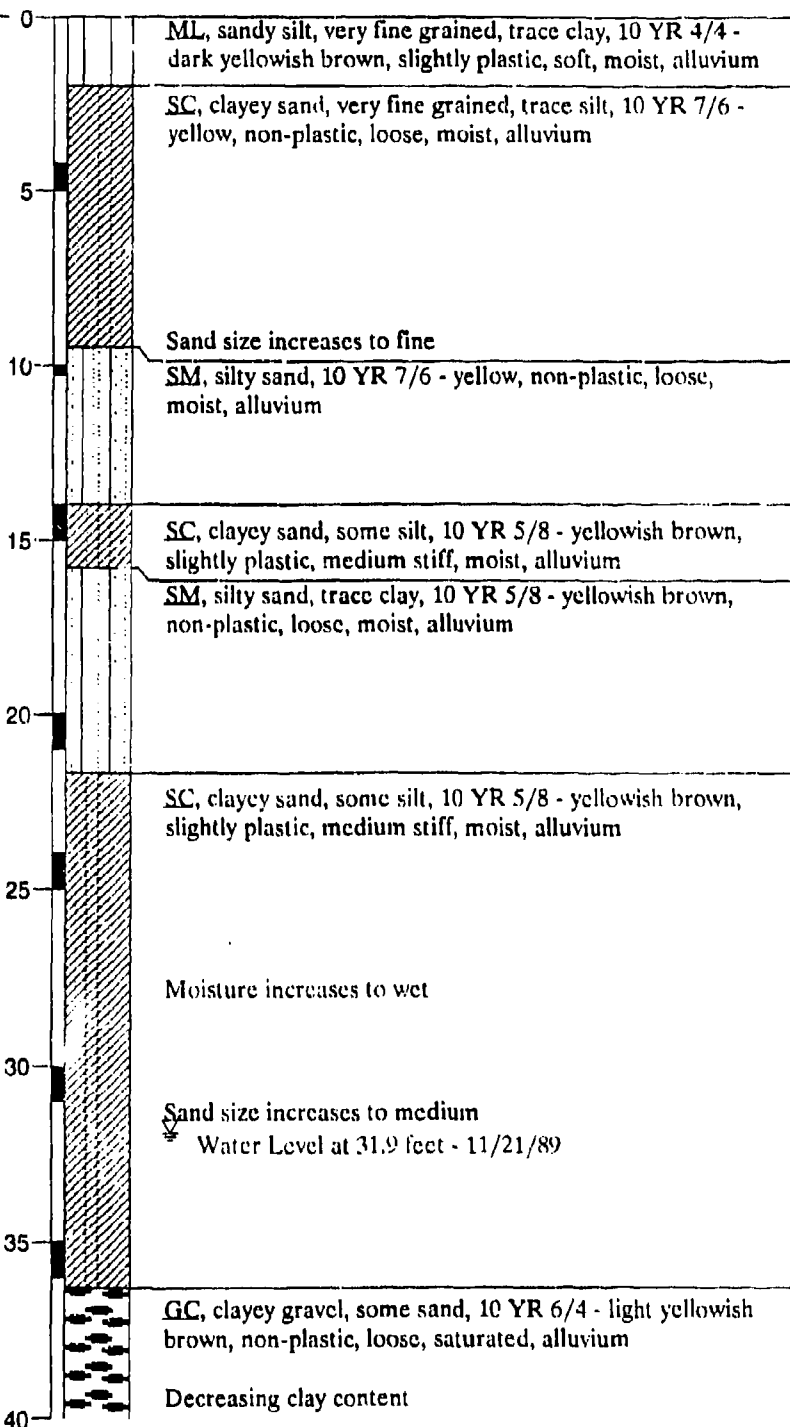 0
ML, sandy silt, very fine grained, trace clay, 10 YR 4/4 -
dark yellowish brown, slightly plastic, soft, moist, alluvium
SC, clayey sand, very fine grained, trace silt, 10 YR 7/6 -
yellow, non-plastic, loose, moist, alluvium
5
Sand size increases to fine
10
SM, silty sand, 10 YR 7/6 - yellow, non-plastic, loose,
moist, alluvium
15
SC, clayey sand, some silt, 10 YR 5/8 - yellowish brown,
slightly plastic, medium stiff, moist, alluvium
SM, silty sand, trace clay, 10 YR 5/8 - yellowish brown,
non-plastic, loose, moist, alluvium
20
SC, clayey sand, some silt, 10 YR 5/8 - yellowish brown,
slightly plastic, medium stiff, moist, alluvium
25
Moisture increases to wet
30
Sand size increases to medium
Water Level at 31.9 feet - 11/21/89
35
GC, clayey gravel, some sand, 10 YR 6/4 - light yellowish
brown, non-plastic, loose, saturated, alluvium
Decreasing clay content
40